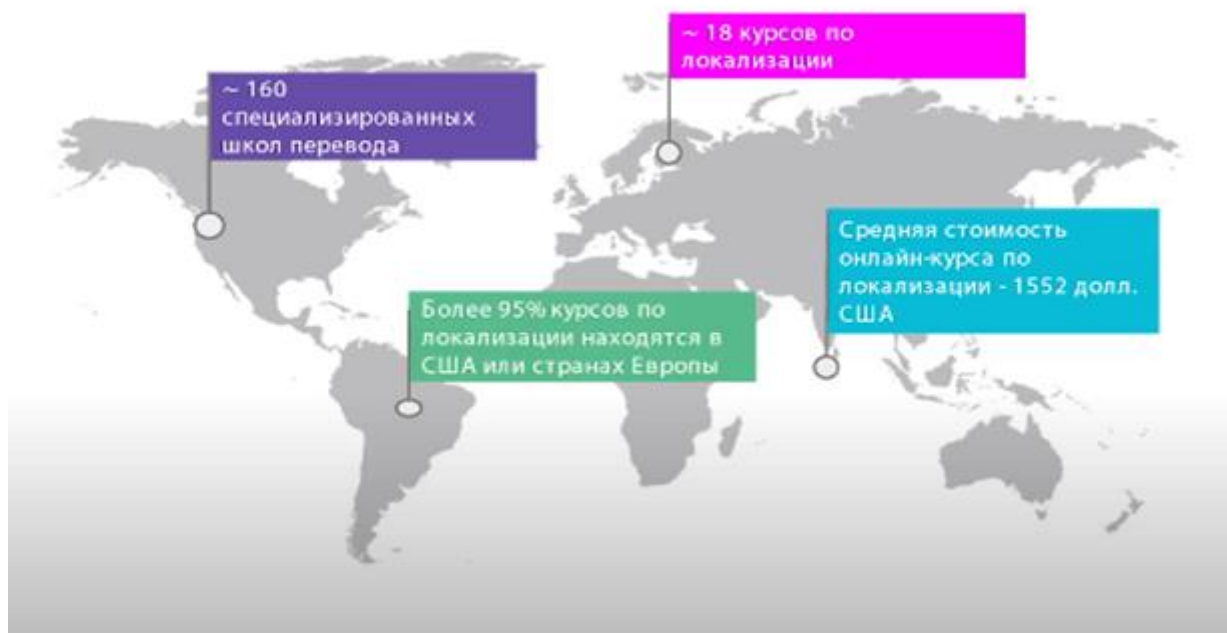 ~ 18 курсов по
локализации
~ 160
специализированных
школ перевода
Средняя стоимость
онлайн-курса по
локализации - 1552 долл.
США
Более 95% курсов по
локализации находятся в
США или странах Европы